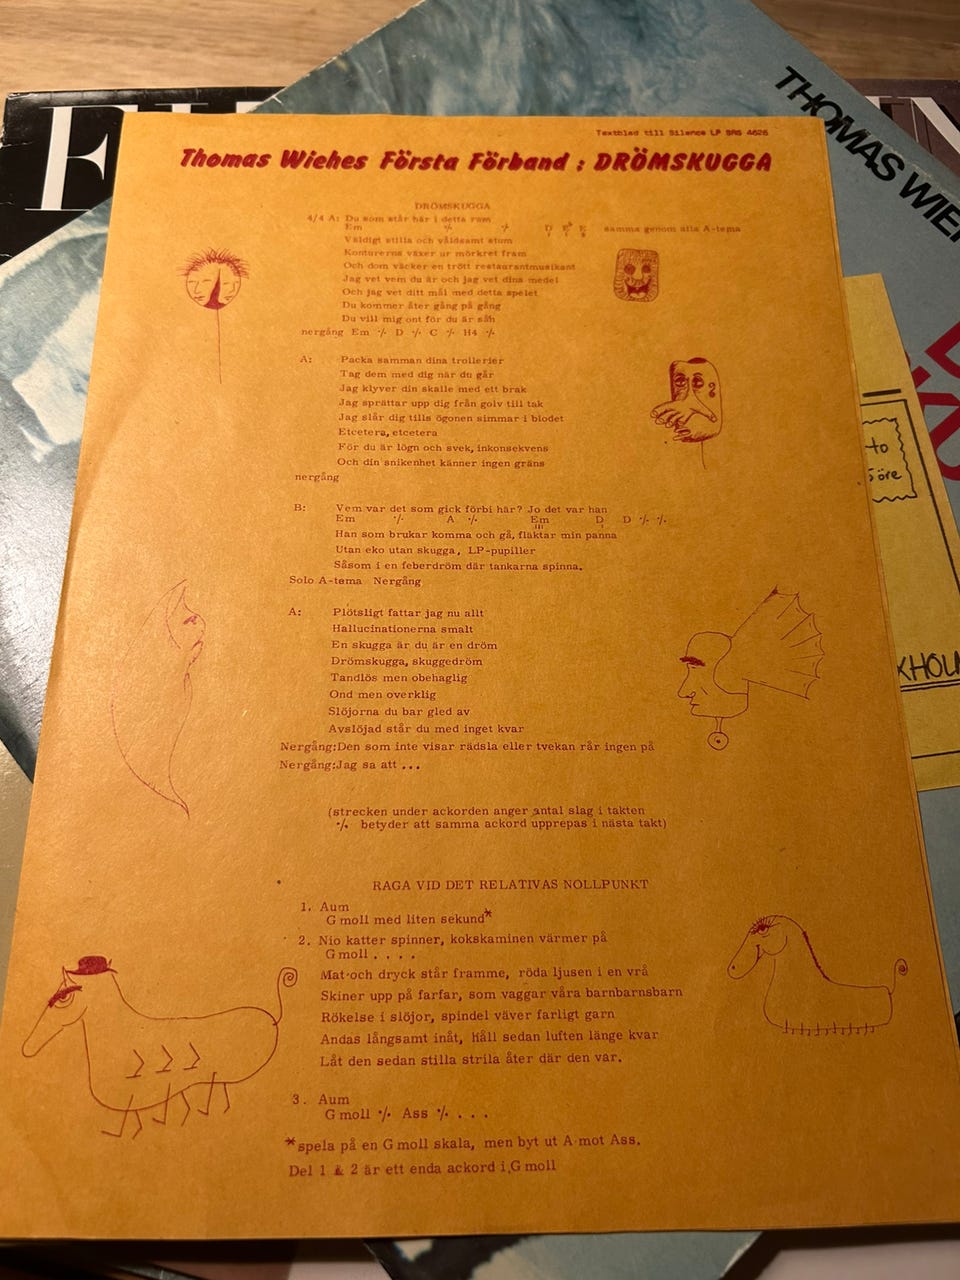 Textblad till Silence LP SRS 4626
Thomas Wiehes Första Förband : DRÖMSKUGGA
DRÖMSKUGGA
4/4 A: Du som står här i detta rum
Em ⁒ ⁒ D E samma genom alla A-tema
Väldigt stilla och våldsamt stum
Konturerna växer ur mörkret fram
Och dom väcker en trött restaurantmusikant
Jag vet vem du är och jag vet dina medel
Och jag vet ditt mål med detta spelet
Du kommer åter gång på gång
Du vill mig ont för du är sån
nergång Em ⁒ D ⁒ C ⁒ H4 ⁒
A: Packa samman dina trollerier
Tag dem med dig när du går
Jag klyver din skalle med ett brak
Jag sprättar upp dig från golv till tak
Jag slår dig tills ögonen simmar i blodet
Etcetera, etcetera
För du är lögn och svek, inkonsekvens
Och din snikenhet känner ingen gräns
nergång
B: Vem var det som gick förbi här? Jo det var han
Em ⁒ A ⁒ Em D D ⁒ ⁒
Han som brukar komma och gå, fläktar min panna
Utan eko utan skugga, LP-pupiller
Såsom i en feberdröm där tankarna spinna.
Solo A-tema Nergång
A: Plötsligt fattar jag nu allt
Hallucinationerna smalt
En skugga är du är en dröm
Drömskugga, skuggedröm
Tandlös men obehaglig
Ond men overklig
Slöjorna du bar gled av
Avslöjad står du med inget kvar
Nergång:Den som inte visar rädsla eller tvekan rår ingen på
Nergång:Jag sa att ...
(strecken under ackorden anger antal slag i takten
⁒ betyder att samma ackord upprepas i nästa takt)
RAGA VID DET RELATIVAS NOLLPUNKT
1. Aum
G moll med liten sekund*
2. Nio katter spinner, kokskaminen värmer på
G moll . . . .
Mat och dryck står framme, röda ljusen i en vrå
Skiner upp på farfar, som vaggar våra barnbarnsbarn
Rökelse i slöjor, spindel väver farligt garn
Andas långsamt inåt, håll sedan luften länge kvar
Låt den sedan stilla strila åter där den var.
3. Aum
G moll ⁒ Ass ⁒ . . .
*spela på en G moll skala, men byt ut A mot Ass.
Del 1 & 2 är ett enda ackord i G moll
THOMAS WIEH
to
5 öre
KHOLM